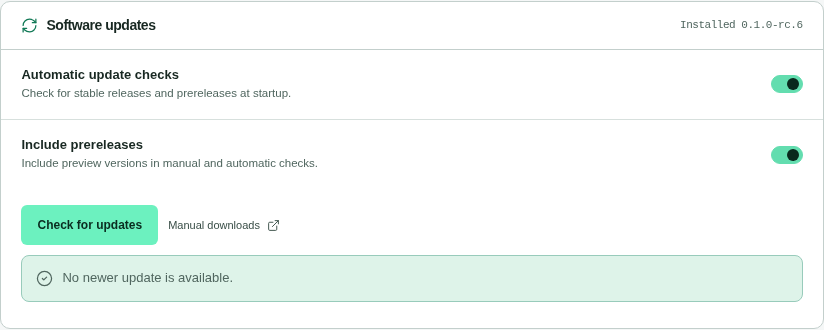 Software updates
Installed 0.1.0-rc.6
Automatic update checks
Check for stable releases and prereleases at startup.
Include prereleases
Include preview versions in manual and automatic checks.
Check for updates
Manual downloads
No newer update is available.